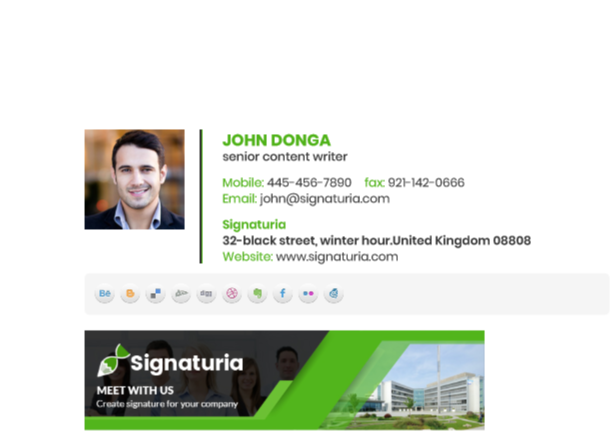 JOHN DONGA
senior content writer
Mobile: 445-456-7890 fax: 921-142-0666
Email: john@signaturia.com
Signaturia
32-black street, winter hour.United Kingdom 08808
Website: www.signaturia.com
Bē digg f
Signaturia
MEET WITH US
Create signature for your company